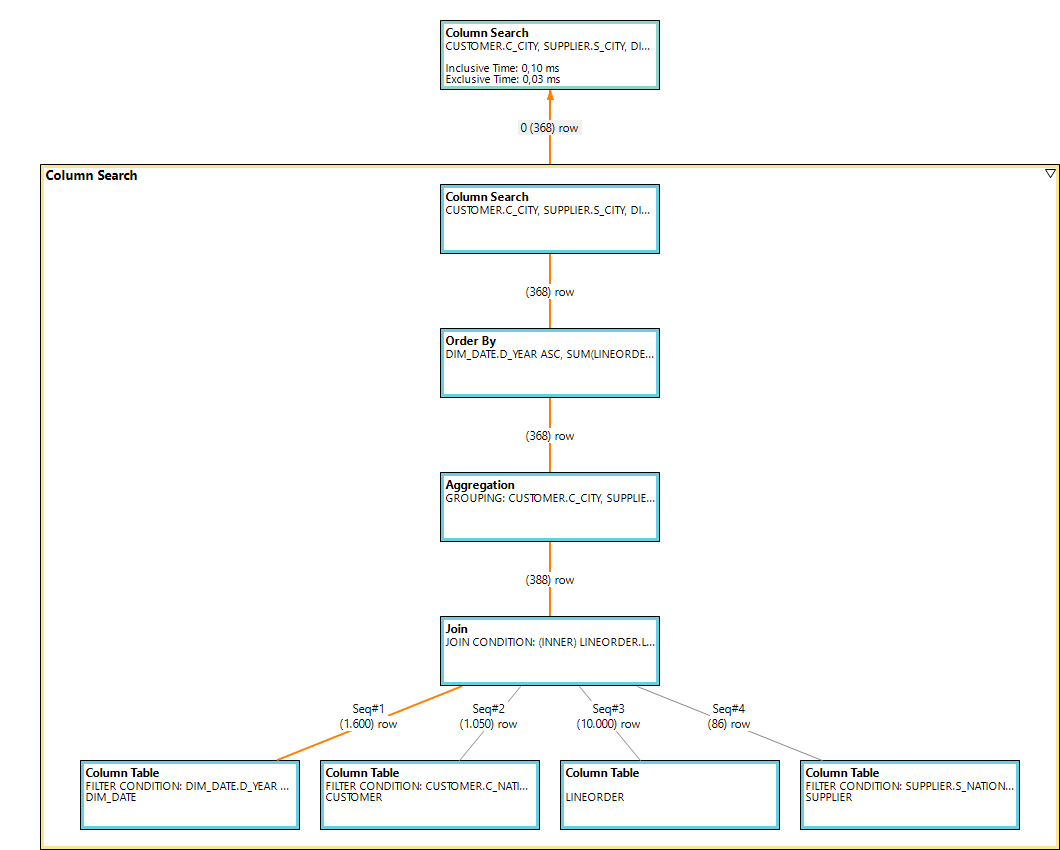 Column Search
CUSTOMER.C_CITY, SUPPLIER.S_CITY, DI...
Inclusive Time: 0,10 ms
Exclusive Time: 0,03 ms
0 (368) row
Column Search
Column Search
CUSTOMER.C_CITY, SUPPLIER.S_CITY, DI...
(368) row
Order By
DIM_DATE.D_YEAR ASC, SUM(LINEORDE...
(368) row
Aggregation
GROUPING: CUSTOMER.C_CITY, SUPPLIE...
(388) row
Join
JOIN CONDITION: (INNER) LINEORDER.L...
Seq#1
(1.600) row
Seq#2
(1.050) row
Seq#3
(10.000) row
Seq#4
(86) row
Column Table
FILTER CONDITION: DIM_DATE.D_YEAR ...
DIM_DATE
Column Table
FILTER CONDITION: CUSTOMER.C_NATI...
CUSTOMER
Column Table
LINEORDER
Column Table
FILTER CONDITION: SUPPLIER.S_NATION...
SUPPLIER